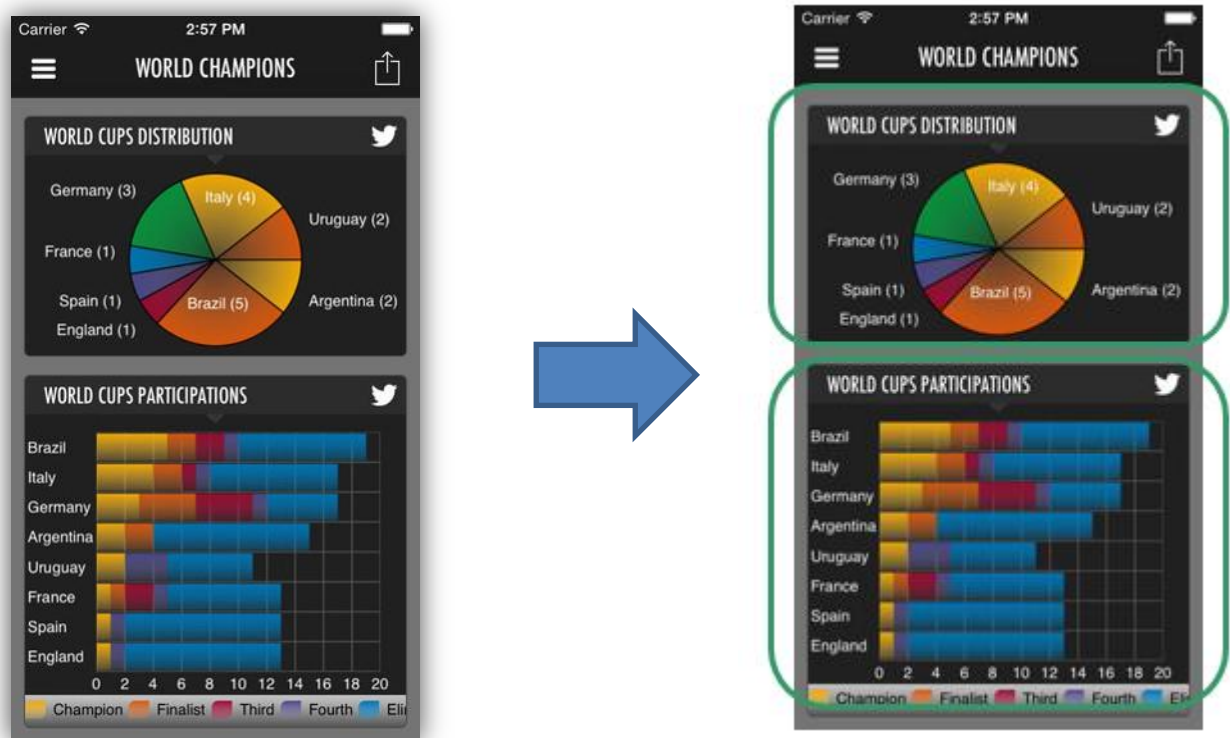 Carrier 2:57 PM
WORLD CHAMPIONS
WORLD CUPS DISTRIBUTION
Germany (3)
Italy (4)
Uruguay (2)
France (1)
Spain (1)
Brazil (5)
Argentina (2)
England (1)
WORLD CUPS PARTICIPATIONS
Brazil
Italy
Germany
Argentina
Uruguay
France
Spain
England
0 2 4 6 8 10 12 14 16 18 20
Champion Finalist Third Fourth Eli
Carrier 2:57 PM
WORLD CHAMPIONS
WORLD CUPS DISTRIBUTION
Germany (3)
Italy (4)
Uruguay (2)
France (1)
Spain (1)
Brazil (5)
Argentina (2)
England (1)
WORLD CUPS PARTICIPATIONS
Brazil
Italy
Germany
Argentina
Uruguay
France
Spain
England
0 2 4 6 8 10 12 14 16 18 20
Champion Finalist Third Fourth Eli